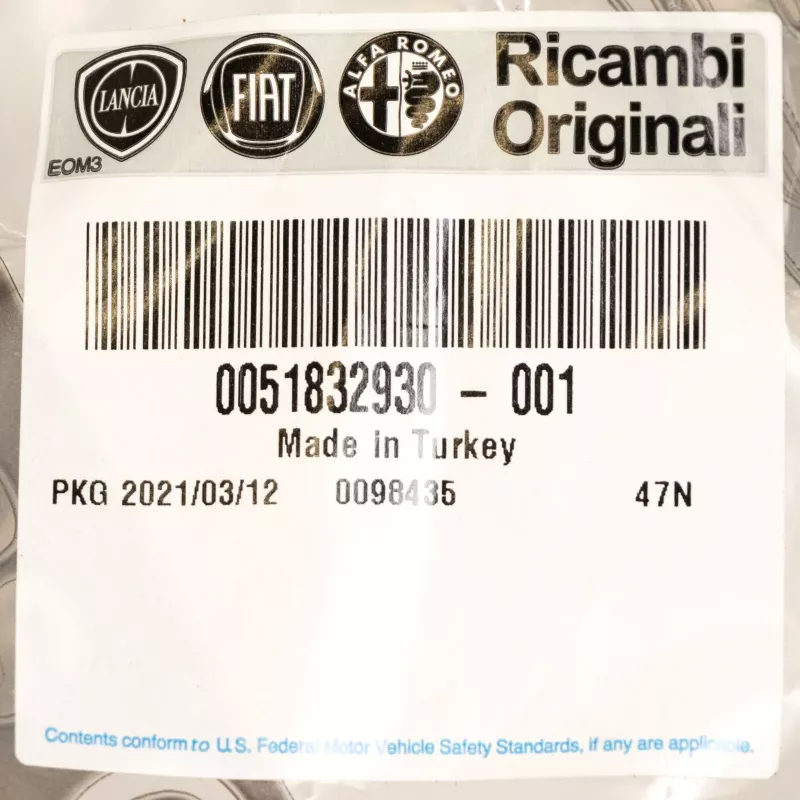 LANCIA FIAT ALFA ROMEO Ricambi
Originali
EOM3
0051832930 - 001
Made in Turkey
PKG 2021/03/12 0098435 47N
Contents conform to U.S. Federal Motor Vehicle Safety Standards, if any are applicable.